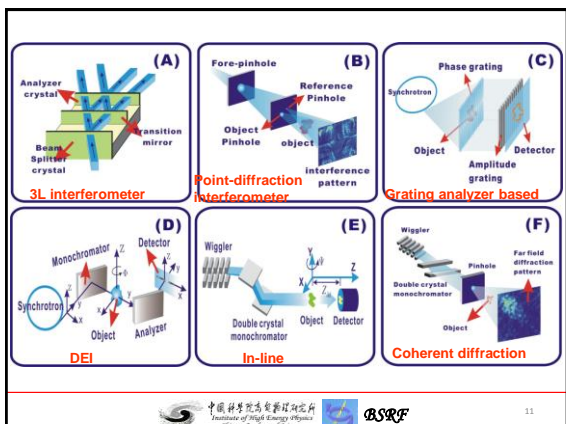 (A)
Analyzer
crystal
Transition
mirror
Beam
Splitter
crystal
3L interferometer
(B)
Fore-pinhole
Reference
Pinhole
Object
Pinhole
object
interference
pattern
Point-diffraction
interferometer
(C)
Phase grating
Synchrotron
Object
Detector
Amplitude
grating
Grating analyzer based
(D)
Monochromator
Detector
Z
Φ
Z
y
x
Z
y
x
y
x
Synchrotron
Object
Analyzer
DEI
(E)
Wiggler
Y
Z
X
Z
Double crystal
monochromator
Object
Detector
In-line
(F)
Wiggler
Pinhole
Far field
diffraction
pattern
Double crystal
monochromator
Object
Coherent diffraction
中国科学院高能物理研究所
Institute of High Energy Physics
BSRF
11